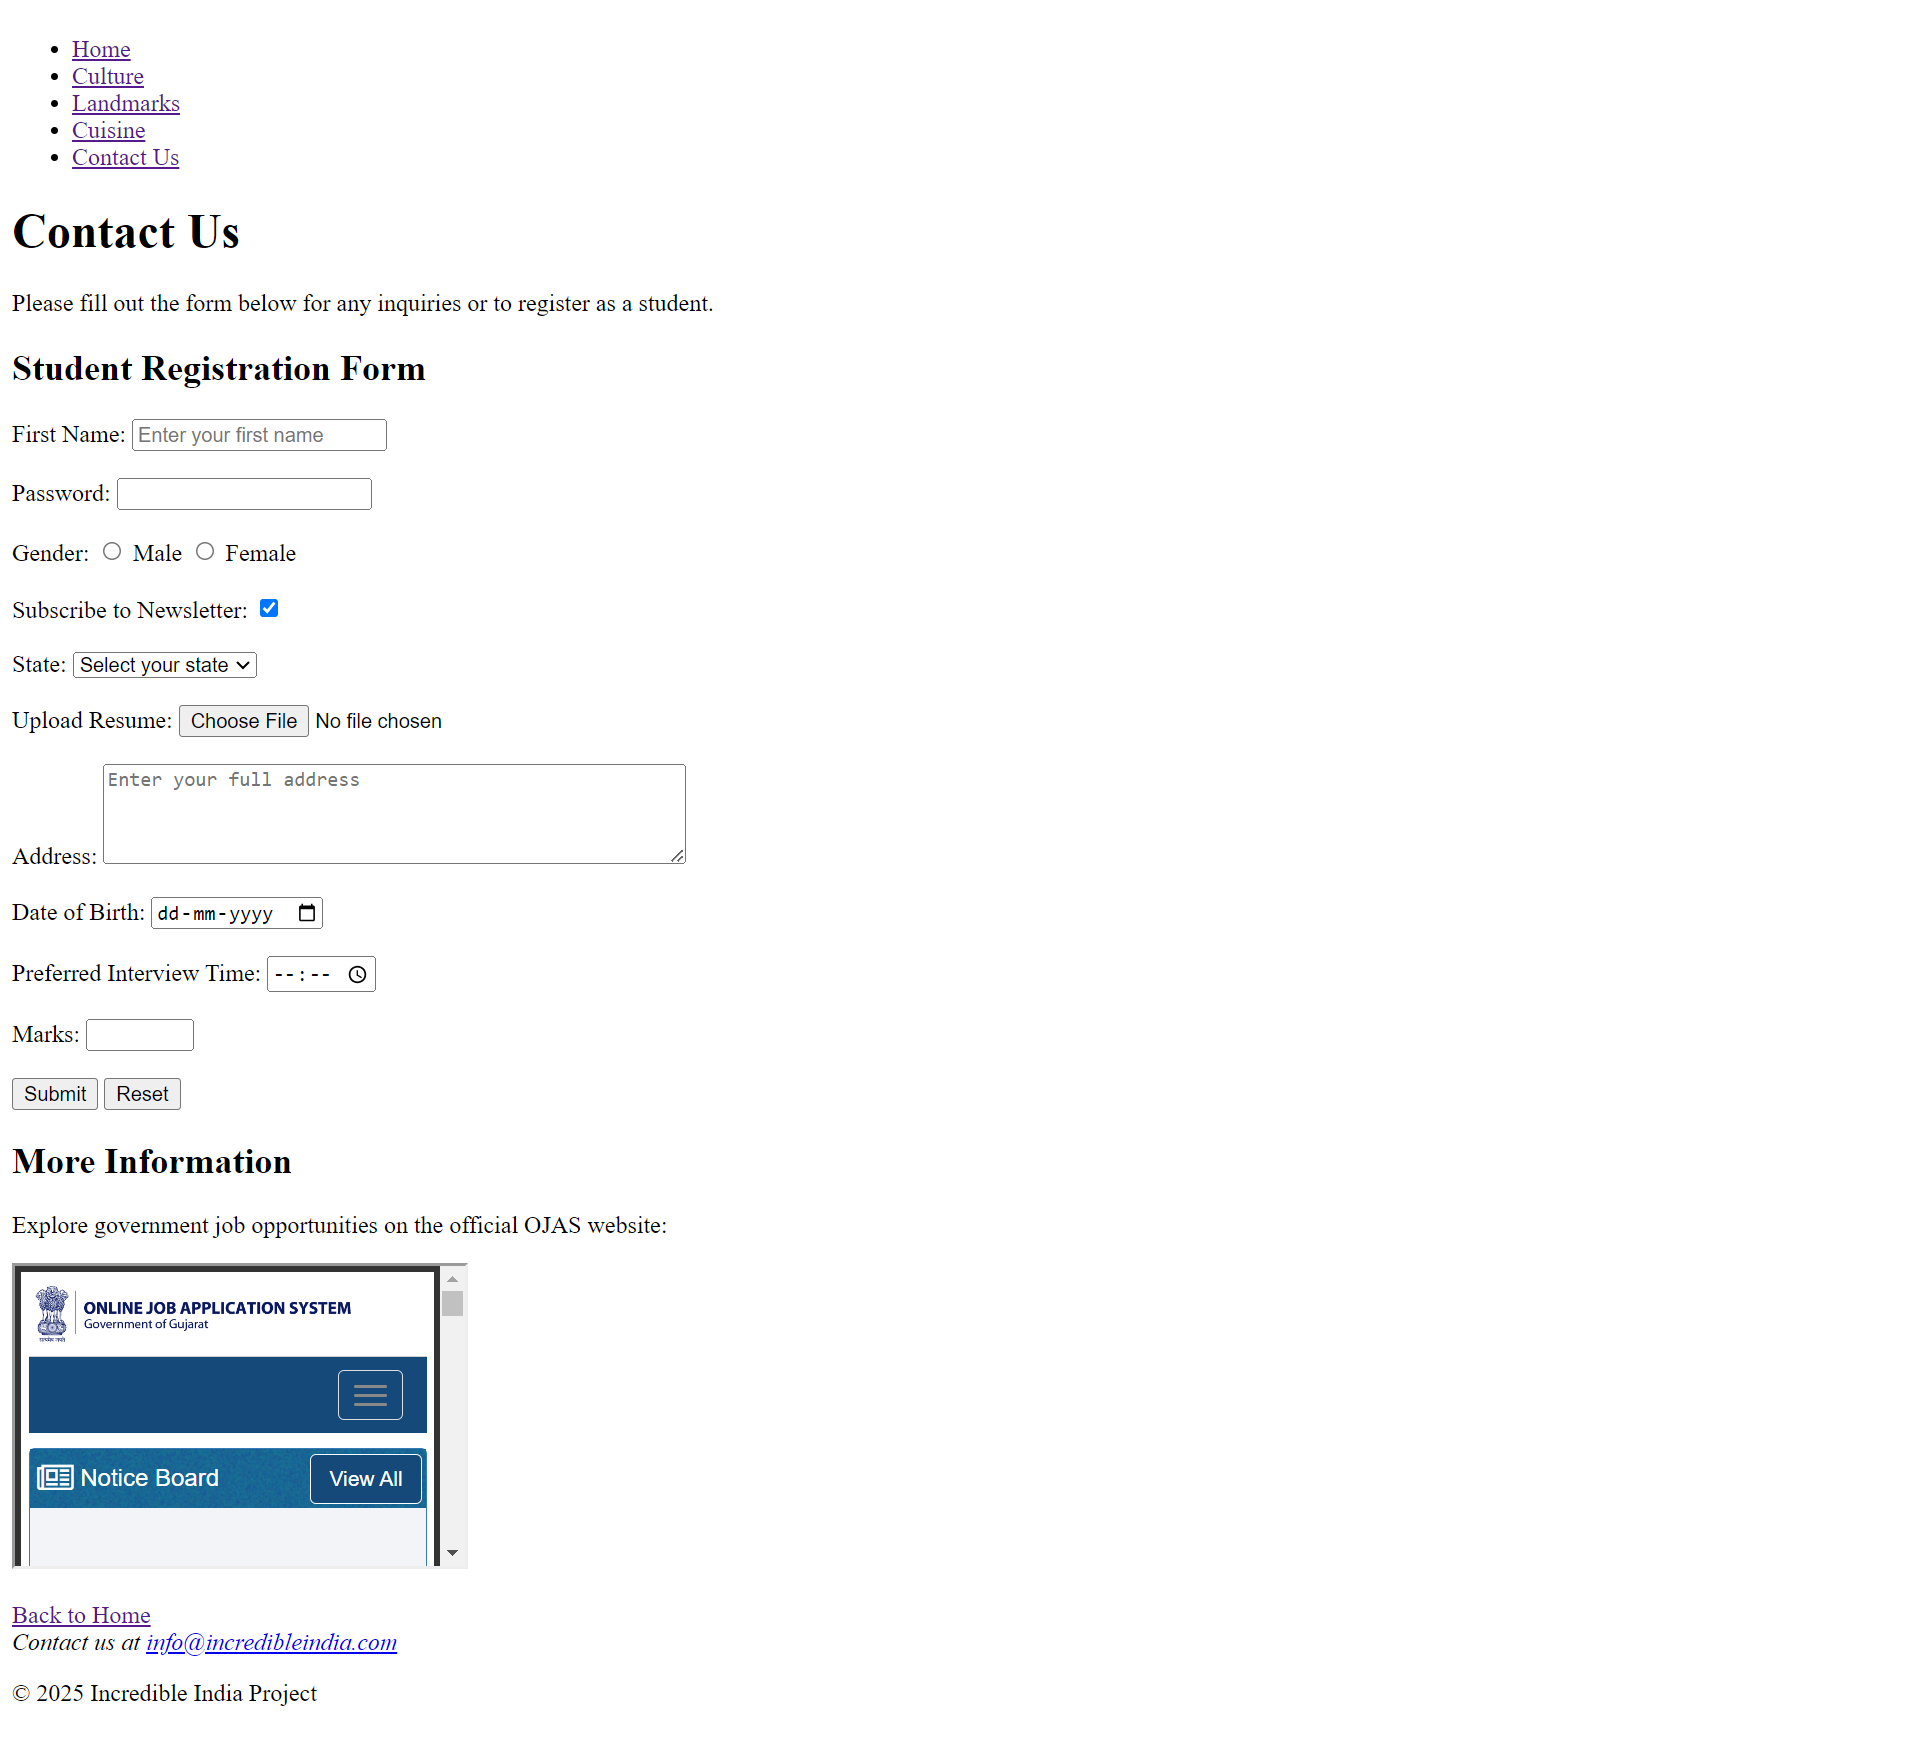 Home
Culture
Landmarks
Cuisine
Contact Us
Contact Us
Please fill out the form below for any inquiries or to register as a student.
Student Registration Form
First Name: Enter your first name
Password:
Gender: Male Female
Subscribe to Newsletter:
State: Select your state
Upload Resume: Choose File No file chosen
Enter your full address
Address:
Date of Birth: dd-mm-yyyy
Preferred Interview Time: --:--
Marks:
Submit Reset
More Information
Explore government job opportunities on the official OJAS website:
ONLINE JOB APPLICATION SYSTEM
Government of Gujarat
सत्यमेव जयते
Notice Board View All
Back to Home
Contact us at info@incredibleindia.com
© 2025 Incredible India Project